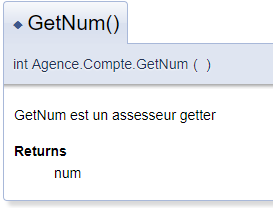 GetNum()
int Agence.Compte.GetNum ( )
GetNum est un assesseur getter
Returns
num